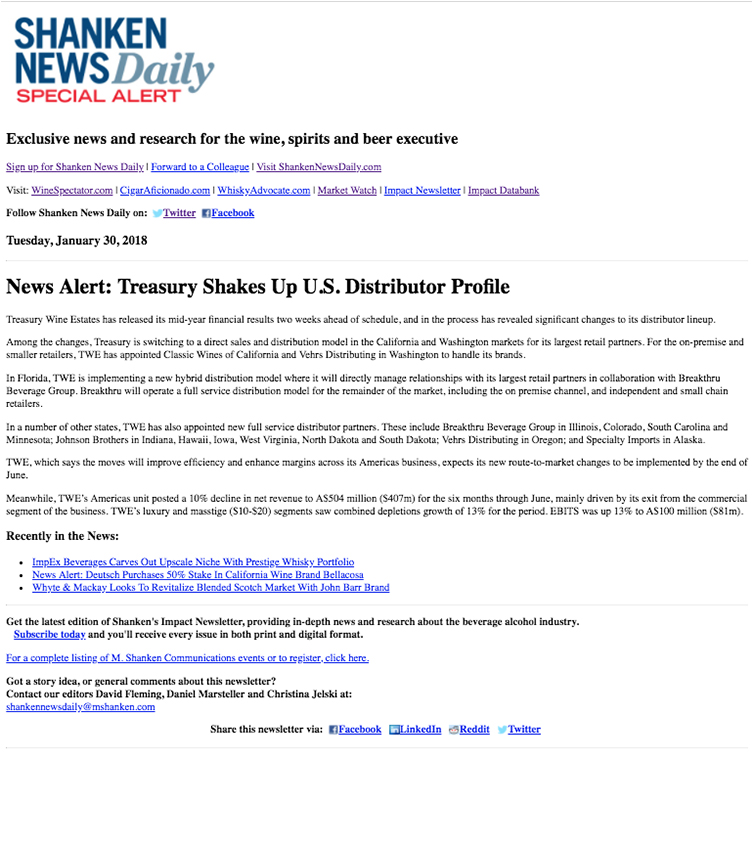 SHANKEN
NEWS Daily
SPECIAL ALERT
Exclusive news and research for the wine, spirits and beer executive
Sign up for Shanken News Daily | Forward to a Colleague | Visit ShankenNewsDaily.com
Visit: WineSpectator.com | CigarAficionado.com | WhiskyAdvocate.com | Market Watch | Impact Newsletter | Impact Databank
Follow Shanken News Daily on: Twitter Facebook
Tuesday, January 30, 2018
News Alert: Treasury Shakes Up U.S. Distributor Profile
Treasury Wine Estates has released its mid-year financial results two weeks ahead of schedule, and in the process has revealed significant changes to its distributor lineup.
Among the changes, Treasury is switching to a direct sales and distribution model in the California and Washington markets for its largest retail partners. For the on-premise and
smaller retailers, TWE has appointed Classic Wines of California and Vehrs Distributing in Washington to handle its brands.
In Florida, TWE is implementing a new hybrid distribution model where it will directly manage relationships with its largest retail partners in collaboration with Breakthru
Beverage Group. Breakthru will operate a full service distribution model for the remainder of the market, including the on premise channel, and independent and small chain
retailers.
In a number of other states, TWE has also appointed new full service distributor partners. These include Breakthru Beverage Group in Illinois, Colorado, South Carolina and
Minnesota; Johnson Brothers in Indiana, Hawaii, Iowa, West Virginia, North Dakota and South Dakota; Vehrs Distributing in Oregon; and Specialty Imports in Alaska.
TWE, which says the moves will improve efficiency and enhance margins across its Americas business, expects its new route-to-market changes to be implemented by the end of
June.
Meanwhile, TWE's Americas unit posted a 10% decline in net revenue to A$504 million ($407m) for the six months through June, mainly driven by its exit from the commercial
segment of the business. TWE's luxury and masstige ($10-$20) segments saw combined depletions growth of 13% for the period. EBITS was up 13% to A$100 million ($81m).
Recently in the News:
• ImpEx Beverages Carves Out Upscale Niche With Prestige Whisky Portfolio
• News Alert: Deutsch Purchases 50% Stake In California Wine Brand Bellacosa
• Whyte & Mackay Looks To Revitalize Blended Scotch Market With John Barr Brand
Get the latest edition of Shanken's Impact Newsletter, providing in-depth news and research about the beverage alcohol industry.
Subscribe today and you'll receive every issue in both print and digital format.
For a complete listing of M. Shanken Communications events or to register, click here.
Got a story idea, or general comments about this newsletter?
Contact our editors David Fleming, Daniel Marsteller and Christina Jelski at:
shankennewsdaily@mshanken.com
Share this newsletter via: Facebook LinkedIn Reddit Twitter